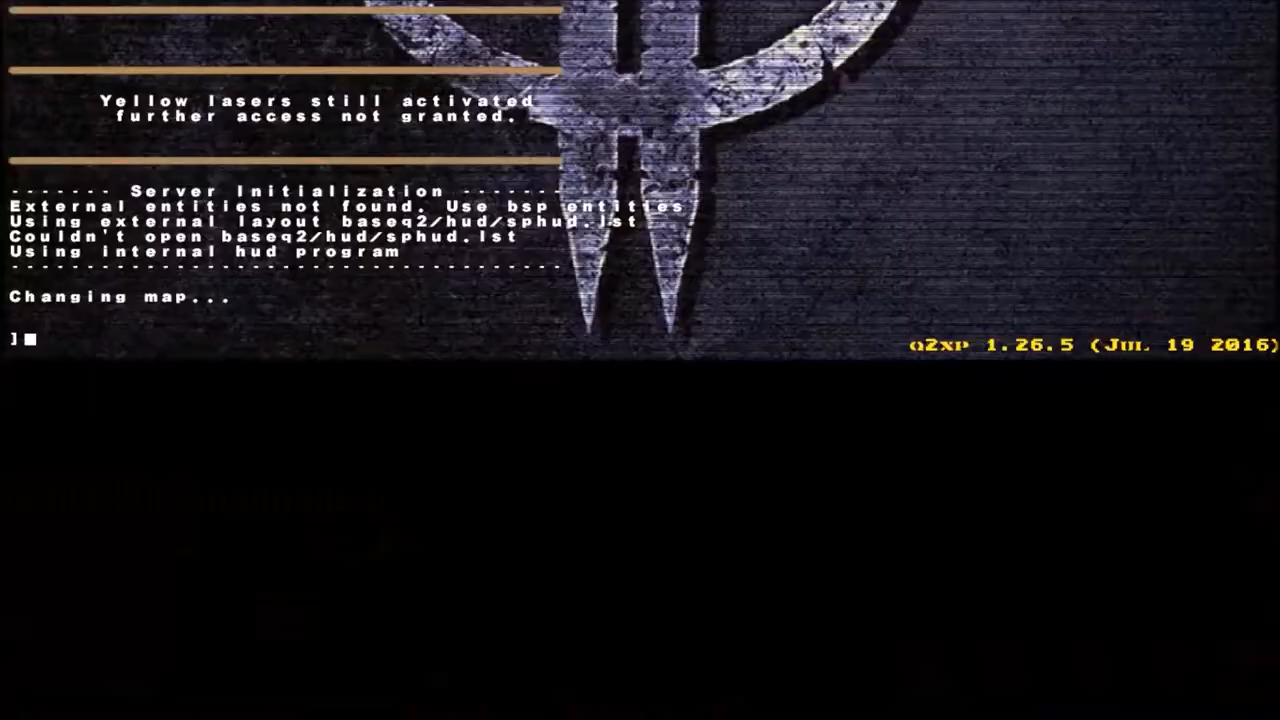 Yellow lasers still activated
further access not granted.
------- Server Initialization -------
External entities not found. Use bsp entities
Using external layout baseq2/hud/sphud.lst
Couldn't open baseq2/hud/sphud.lst
Using internal hud program
-------------------------------------
Changing map...
]
q2xp 1.26.5 (Jul 19 2016)